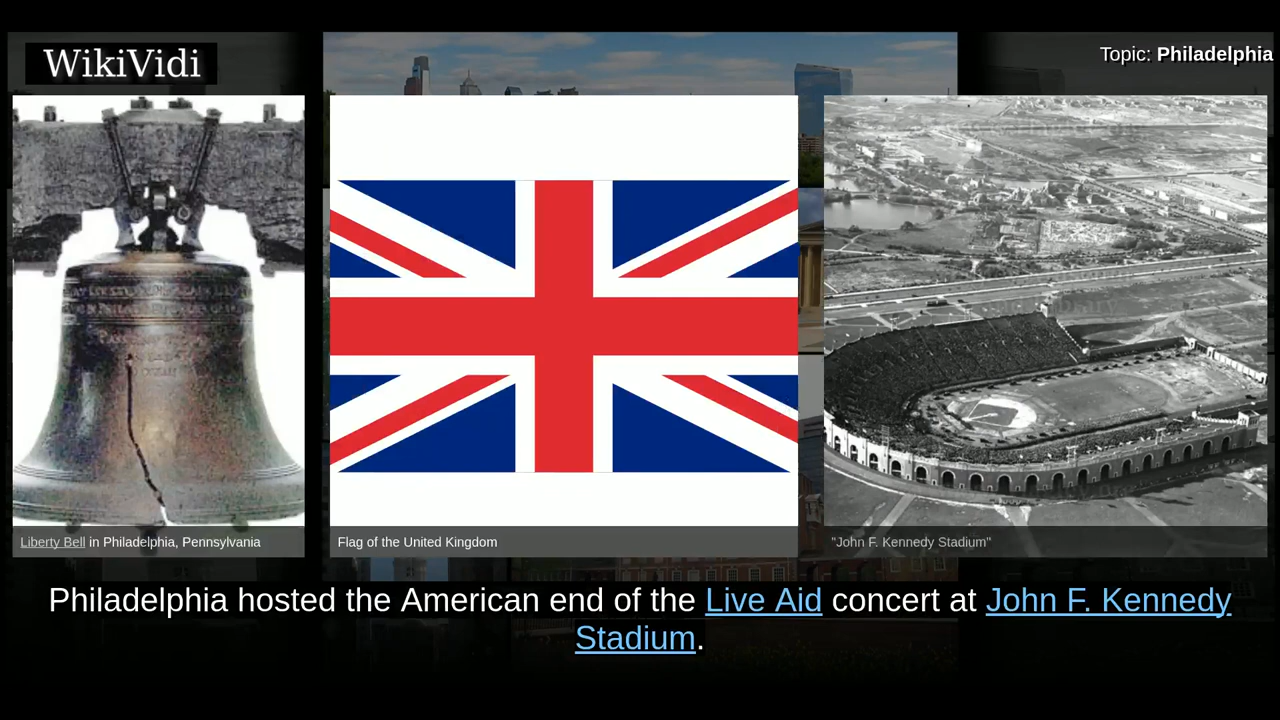 WikiVidi
Topic: Philadelphia
Liberty Bell in Philadelphia, Pennsylvania
Flag of the United Kingdom
"John F. Kennedy Stadium"
Philadelphia hosted the American end of the Live Aid concert at John F. Kennedy
Stadium.